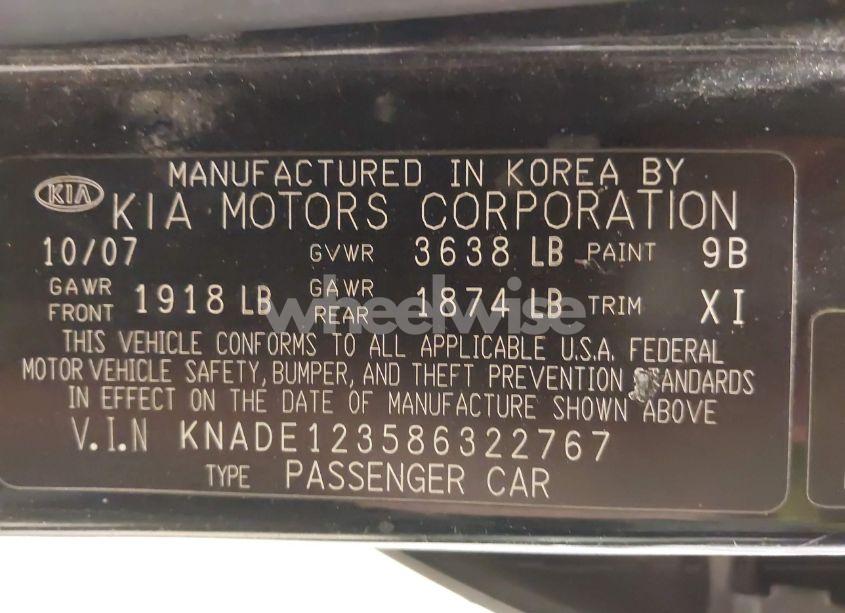 MANUFACTURED IN KOREA BY
KIA KIA MOTORS CORPORATION
10/07 GVWR 3638 LB PAINT 9B
GAWR FRONT 1918 LB GAWR REAR 1874 LB TRIM XI
THIS VEHICLE CONFORMS TO ALL APPLICABLE U.S.A. FEDERAL
MOTOR VEHICLE SAFETY, BUMPER, AND THEFT PREVENTION STANDARDS
IN EFFECT ON THE DATE OF MANUFACTURE SHOWN ABOVE
V.I.N KNADE123586322767
TYPE PASSENGER CAR
wheelwise